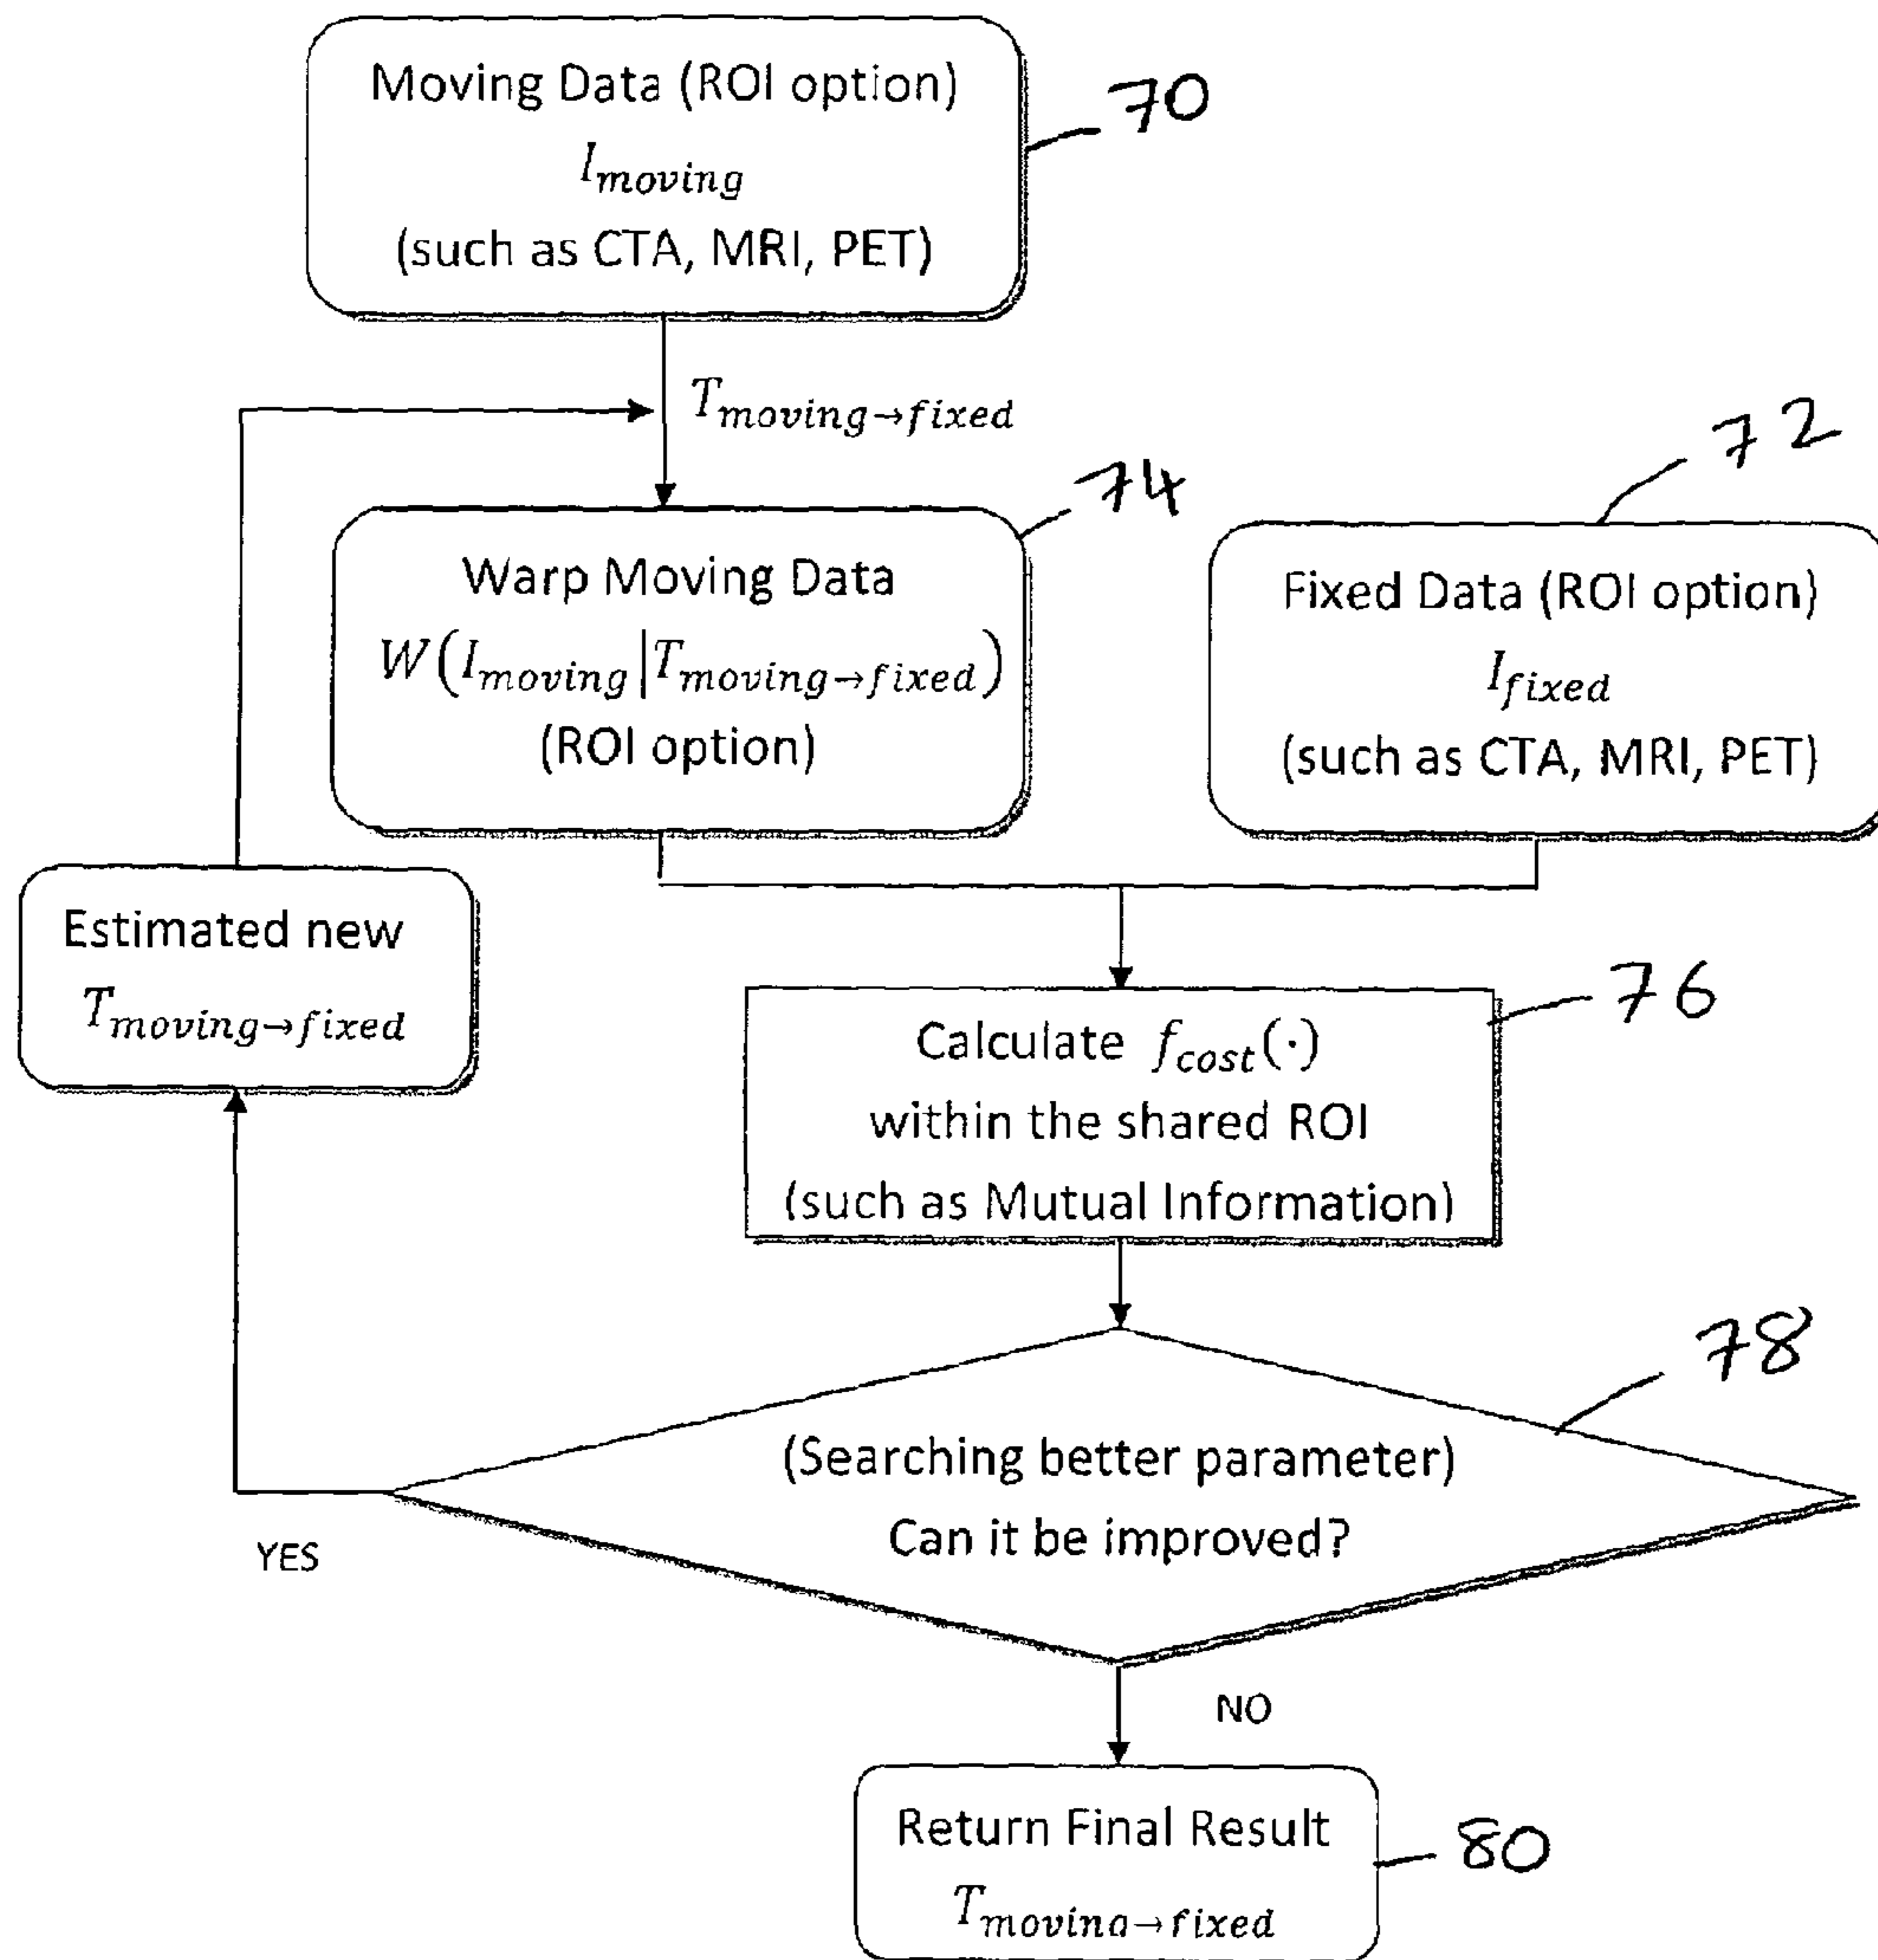 Moving Data (ROI option)
I_moving
(such as CTA, MRI, PET)
70
T_moving→fixed
74
72
Warp Moving Data
W(I_moving|T_moving→fixed)
(ROI option)
Fixed Data (ROI option)
I_fixed
(such as CTA, MRI, PET)
Estimated new
T_moving→fixed
76
Calculate f_cost(·)
within the shared ROI
(such as Mutual Information)
78
(Searching better parameter)
Can it be improved?
YES
NO
Return Final Result
T_moving→fixed
80